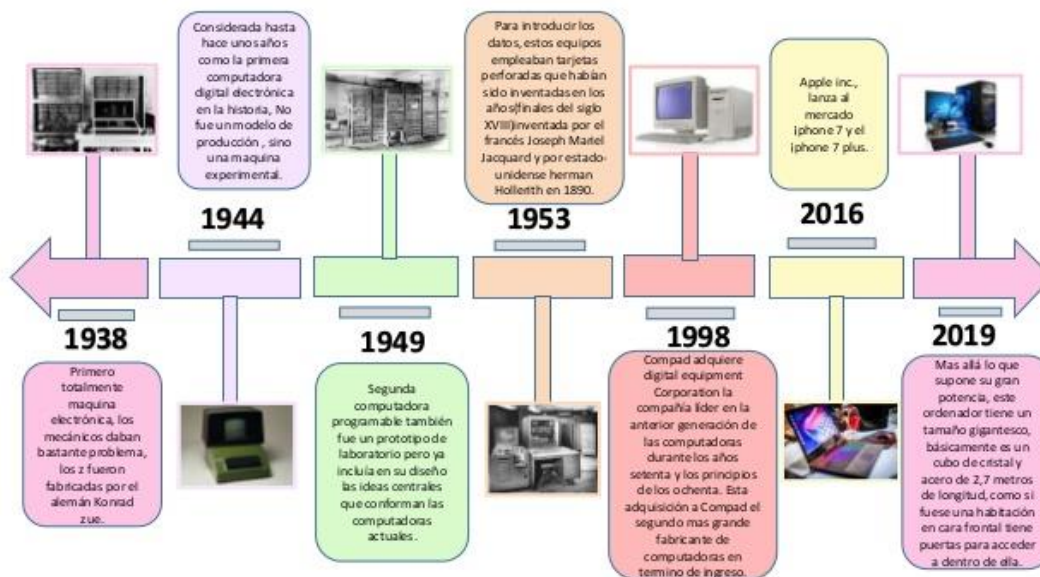 Considerada hasta
hace unos años
como la primera
computadora
digital electrónica
en la historia, No
fue un modelo de
producción , sino
una maquina
experimental.
1944
Para introducir los
datos, estos equipos
empleaban tarjetas
perforadas que habían
sido inventadas en los
años(finales del siglo
XVIII)inventada por el
francés Joseph Mariel
Jacquard y por estado-
unidense herman
Hollerith en 1890.
1953
Apple inc.,
lanza al
mercado
iphone 7 y el
iphone 7 plus.
2016
1938
Primero
totalmente
maquina
electrónica, los
mecánicos daban
bastante problema,
los z fueron
fabricadas por el
alemán Konrad
zue.
1949
Segunda
computadora
programable también
fue un prototipo de
laboratorio pero ya
incluía en su diseño
las ideas centrales
que conforman las
computadoras
actuales.
1998
Compad adquiere
digital equipment
Corporation la
compañía líder en la
anterior generación de
las computadoras
durante los años
setenta y los principios
de los ochenta. Esta
adquisición a Compad el
segundo mas grande
fabricante de
computadoras en
termino de ingreso.
2019
Mas allá lo que
supone su gran
potencia, este
ordenador tiene un
tamaño gigantesco,
básicamente es un
cubo de cristal y
acero de 2,7 metros
de longitud, como si
fuese una habitación
en cara frontal tiene
puertas para acceder
a dentro de ella.